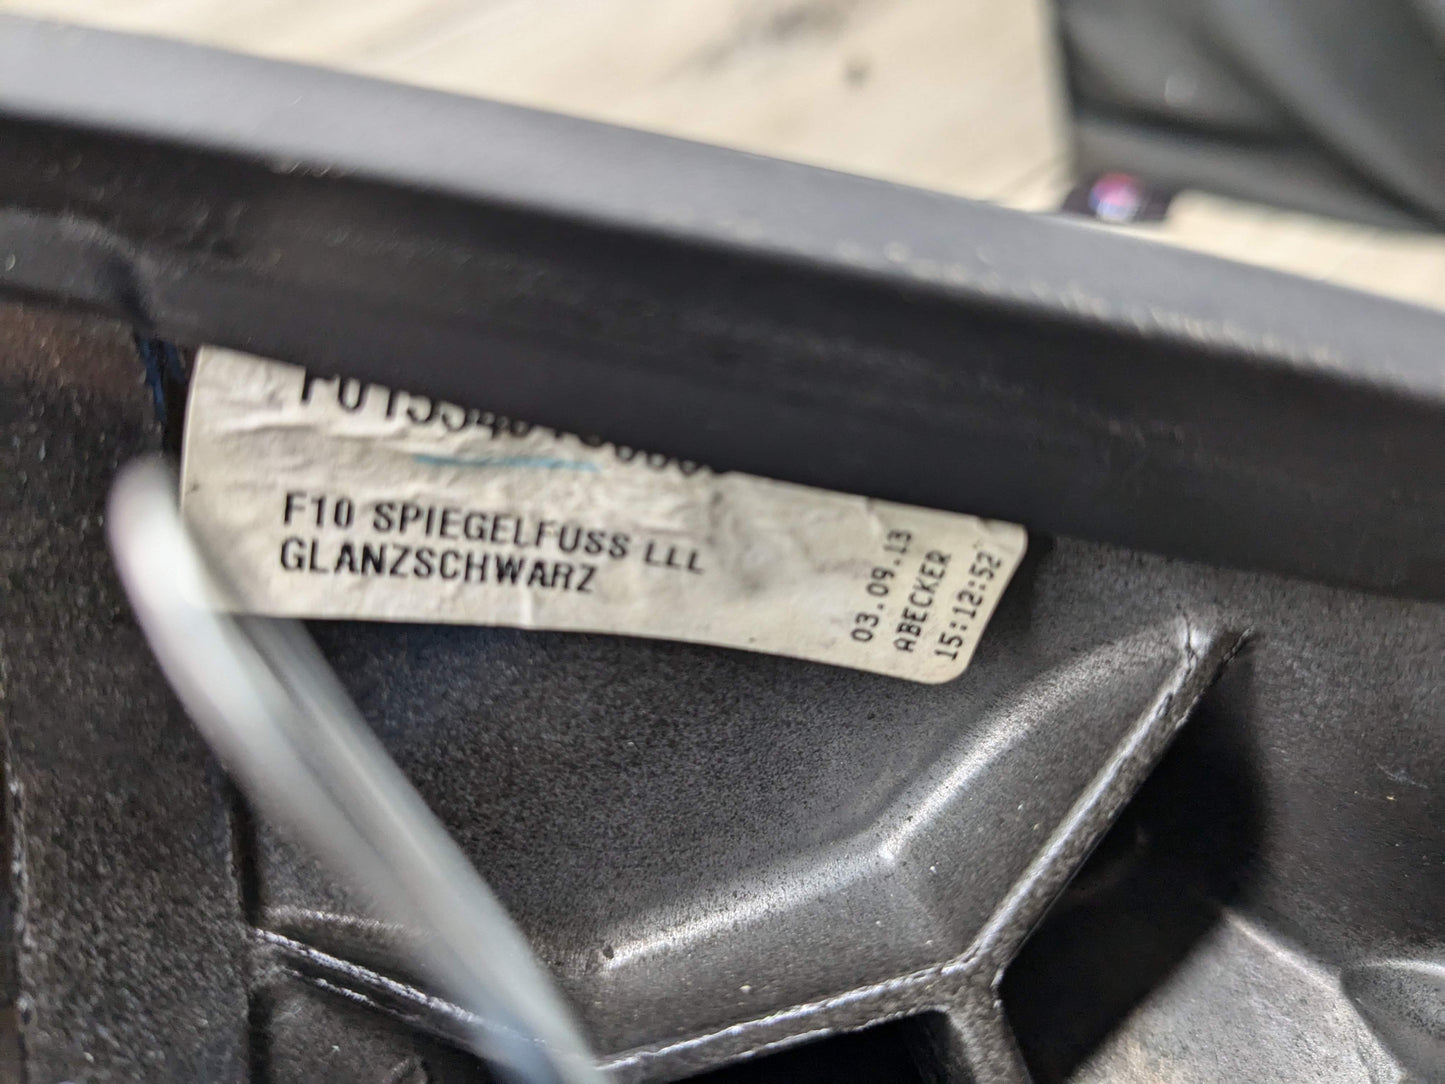 F10 SPIEGELFUSS LLL
GLANZSCHWARZ
03.09.13
ABECKER
15:12:52